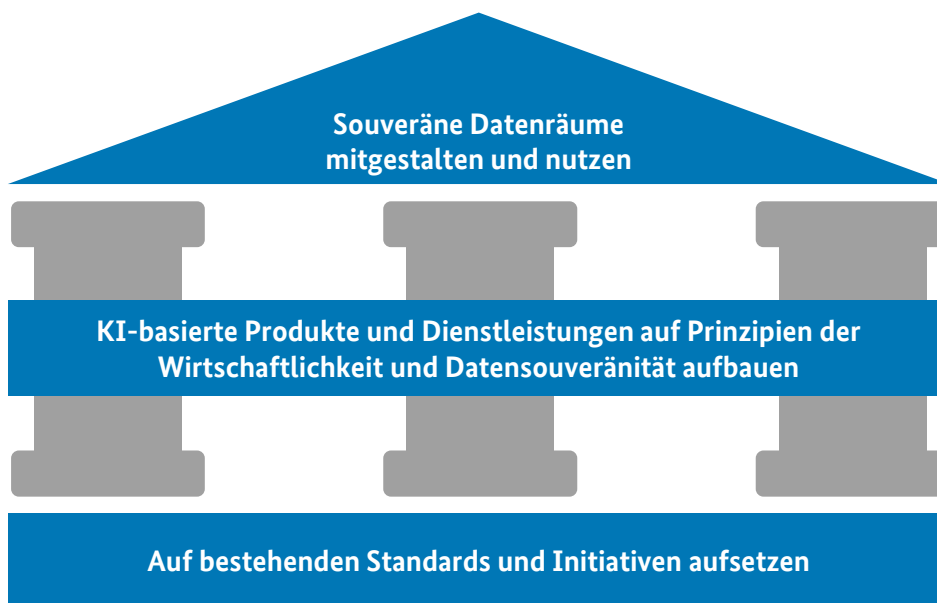 Souveräne Datenräume
mitgestalten und nutzen
KI-basierte Produkte und Dienstleistungen auf Prinzipien der
Wirtschaftlichkeit und Datensouveränität aufbauen
Auf bestehenden Standards und Initiativen aufsetzen